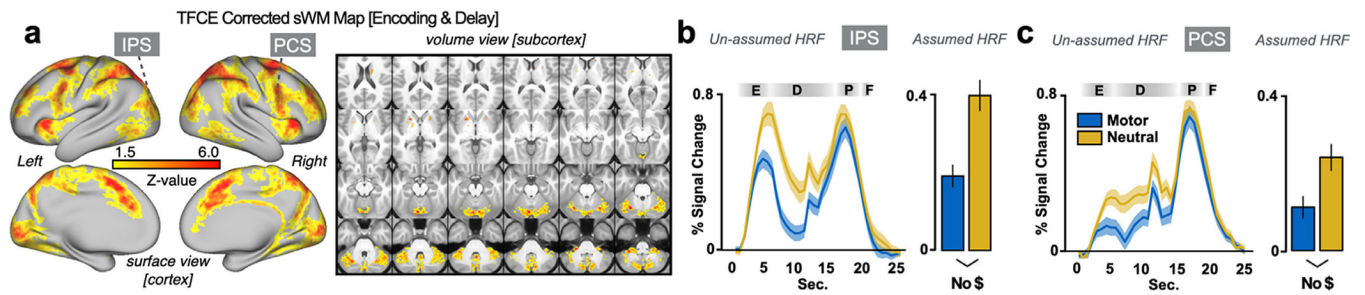 TFCE Corrected sWM Map [Encoding & Delay]
a
IPS
PCS
volume view [subcortex]
Left
1.5
6.0
Right
Z-value
surface view
[cortex]
b
Un-assumed HRF
IPS
Assumed HRF
E
D
P
F
% Signal Change
0.8
0
0
5
10
15
20
25
Sec.
0.4
0
No $
c
Un-assumed HRF
PCS
Assumed HRF
E
D
P
F
Motor
Neutral
% Signal Change
0.8
0
0
5
10
15
20
25
Sec.
0.4
0
No $